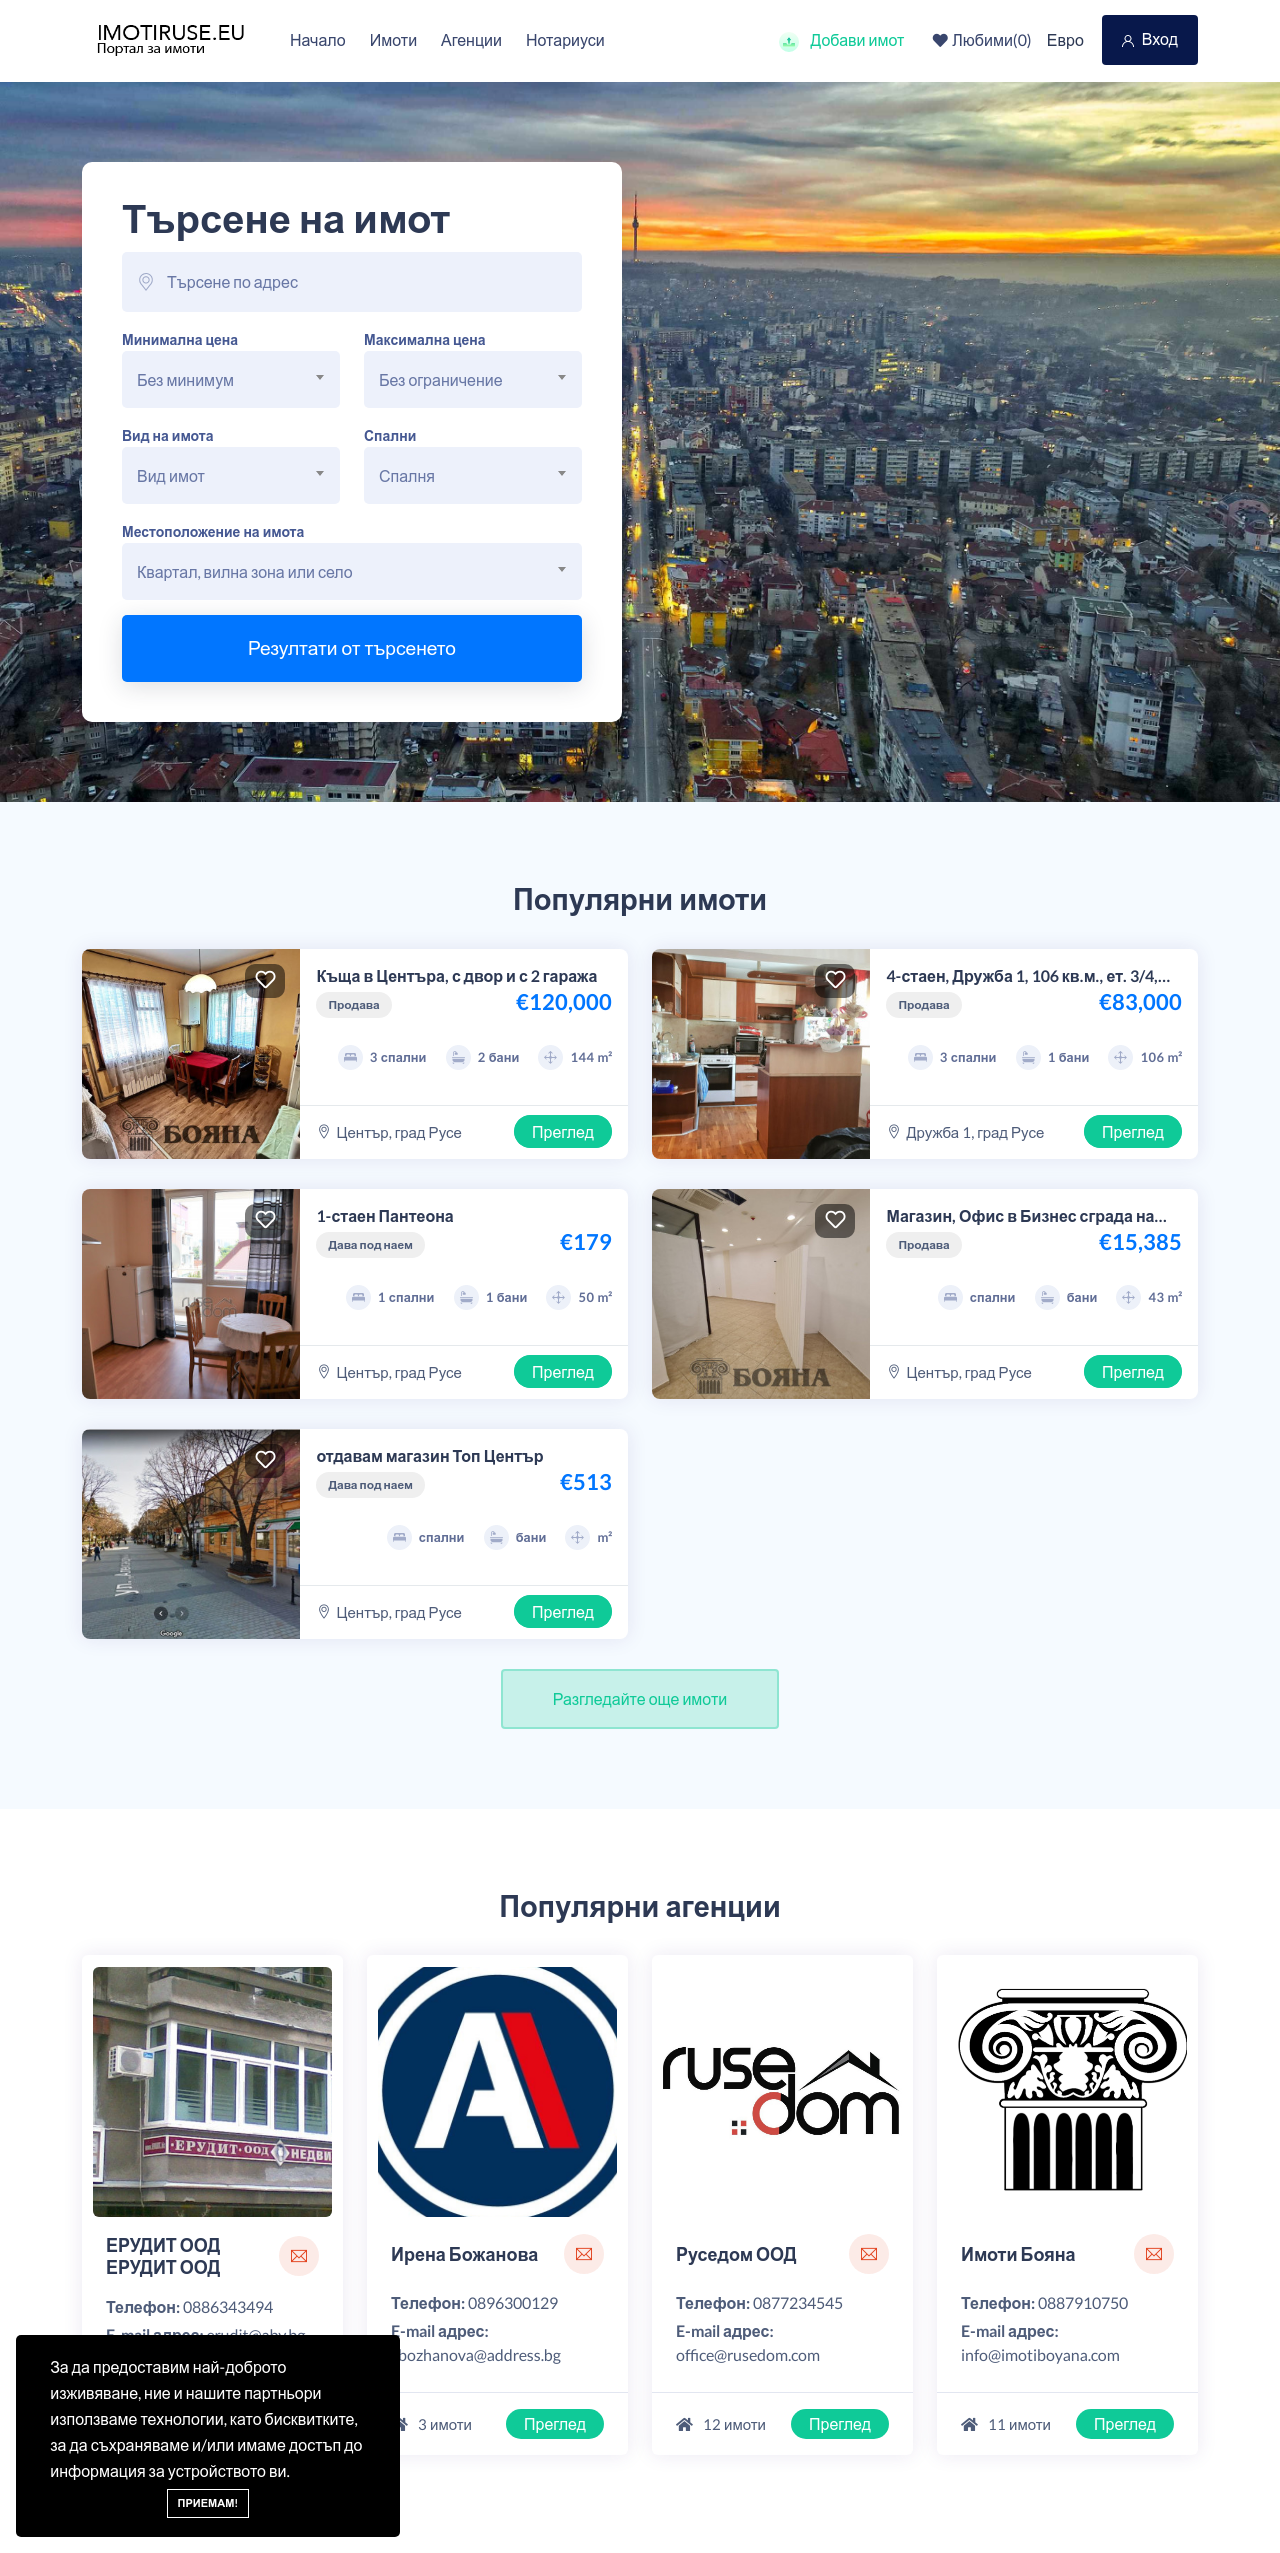 IMOTIRUSE.EU
Портал за имоти
Начало Имоти Агенции Нотариуси
Добави имот Любими(0) Евро Вход
Търсене на имот
Търсене по адрес
Минимална цена Максимална цена
Без минимум Без ограничение
Вид на имота Спални
Вид имот Спалня
Местоположение на имота
Квартал, вилна зона или село
Резултати от търсенето
Популярни имоти
Къща в Центъра, с двор и с 2 гаража
Продава €120,000
3 спални 2 бани 144 m²
БОЯНА
Център, град Русе Преглед
4-стаен, Дружба 1, 106 кв.м., ет. 3/4,...
Продава €83,000
3 спални 1 бани 106 m²
Дружба 1, град Русе Преглед
1-стаен Пантеона
Дава под наем €179
1 спални 1 бани 50 m²
Център, град Русе Преглед
Магазин, Офис в Бизнес сграда на...
Продава €15,385
спални бани 43 m²
БОЯНА
Център, град Русе Преглед
отдавам магазин Топ Център
Дава под наем €513
спални бани m²
Google
Център, град Русе Преглед
Разгледайте още имоти
Популярни агенции
ЕРУДИТ ООД НЕДВИ
ЕРУДИТ ООД
ЕРУДИТ ООД
Телефон: 0886343494
ruse dom
Ирена Божанова
Телефон: 0896300129
E-mail адрес:
bozhanova@address.bg
3 имоти Преглед
Руседом ООД
Телефон: 0877234545
E-mail адрес:
office@rusedom.com
12 имоти Преглед
Имоти Бояна
Телефон: 0887910750
E-mail адрес:
info@imotiboyana.com
11 имоти Преглед
За да предоставим най-доброто
изживяване, ние и нашите партньори
използваме технологии, като бисквитките,
за да съхраняваме и/или имаме достъп до
информация за устройството ви.
ПРИЕМАМ!